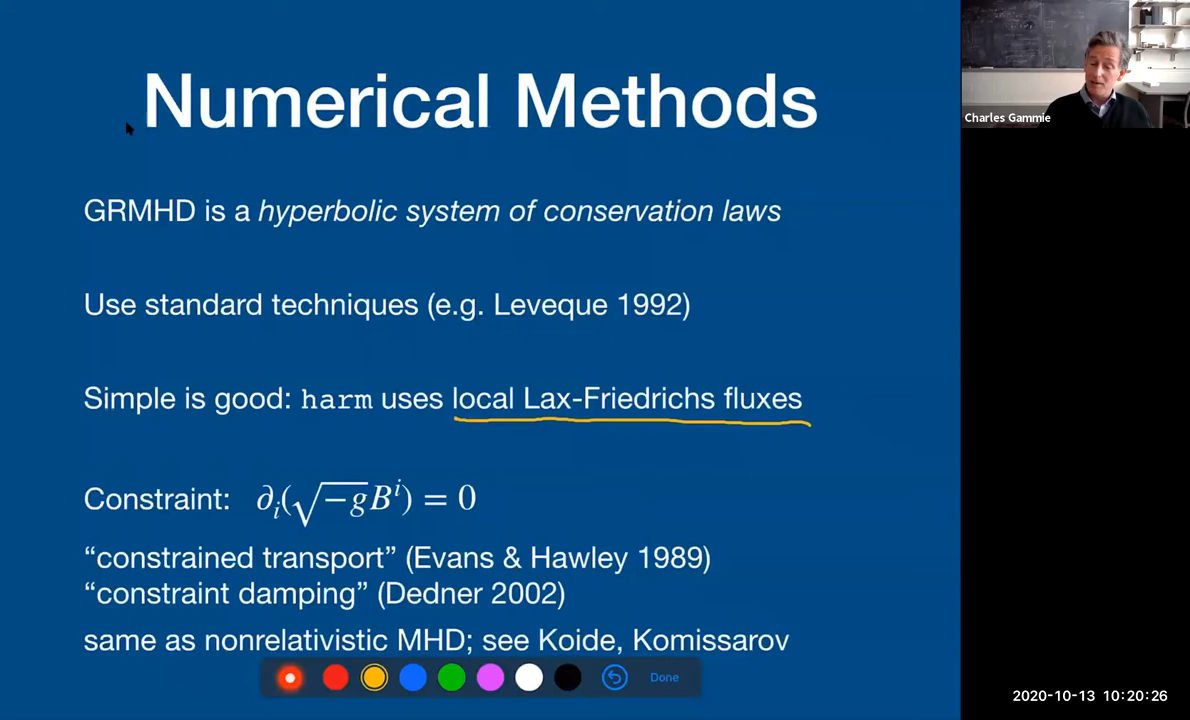 Numerical Methods
GRMHD is a hyperbolic system of conservation laws
Use standard techniques (e.g. Leveque 1992)
Simple is good: harm uses local Lax-Friedrichs fluxes
Constraint: ∂ᵢ(√−g Bⁱ) = 0
“constrained transport” (Evans & Hawley 1989)
“constraint damping” (Dedner 2002)
same as nonrelativistic MHD; see Koide, Komissarov
Done
Charles Gammie
2020-10-13 10:20:26